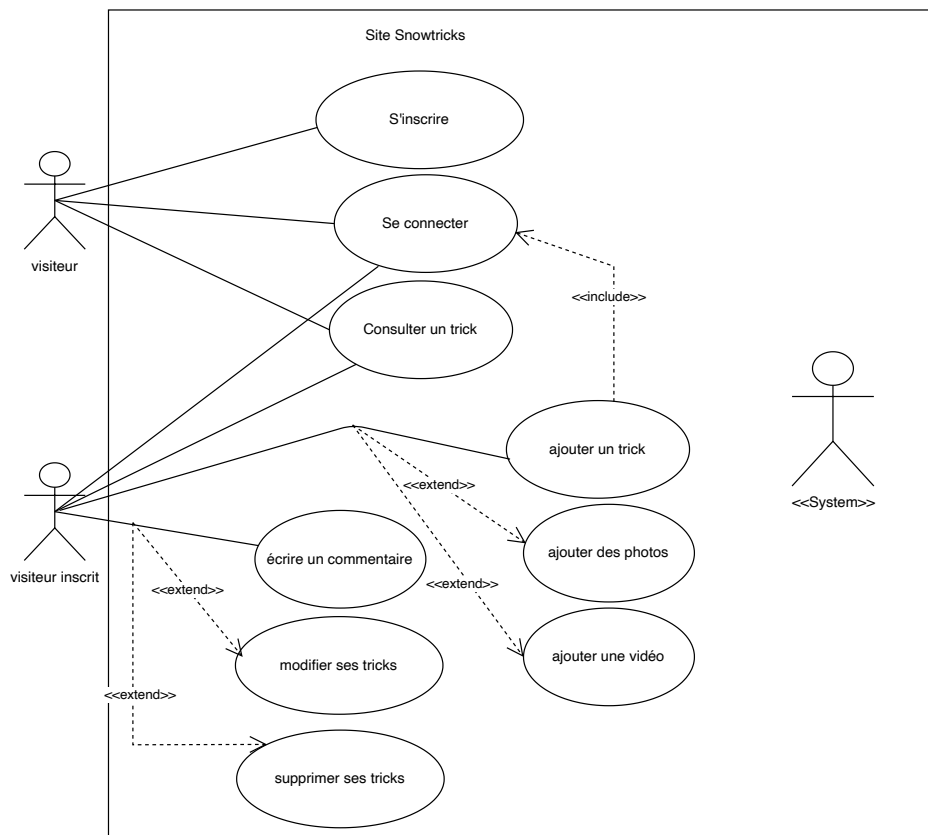 Site Snowtricks
S'inscrire
Se connecter
visiteur
<<include>>
Consulter un trick
ajouter un trick
<<extend>>
<<System>>
visiteur inscrit
écrire un commentaire
ajouter des photos
<<extend>>
<<extend>>
modifier ses tricks
ajouter une vidéo
<<extend>>
supprimer ses tricks